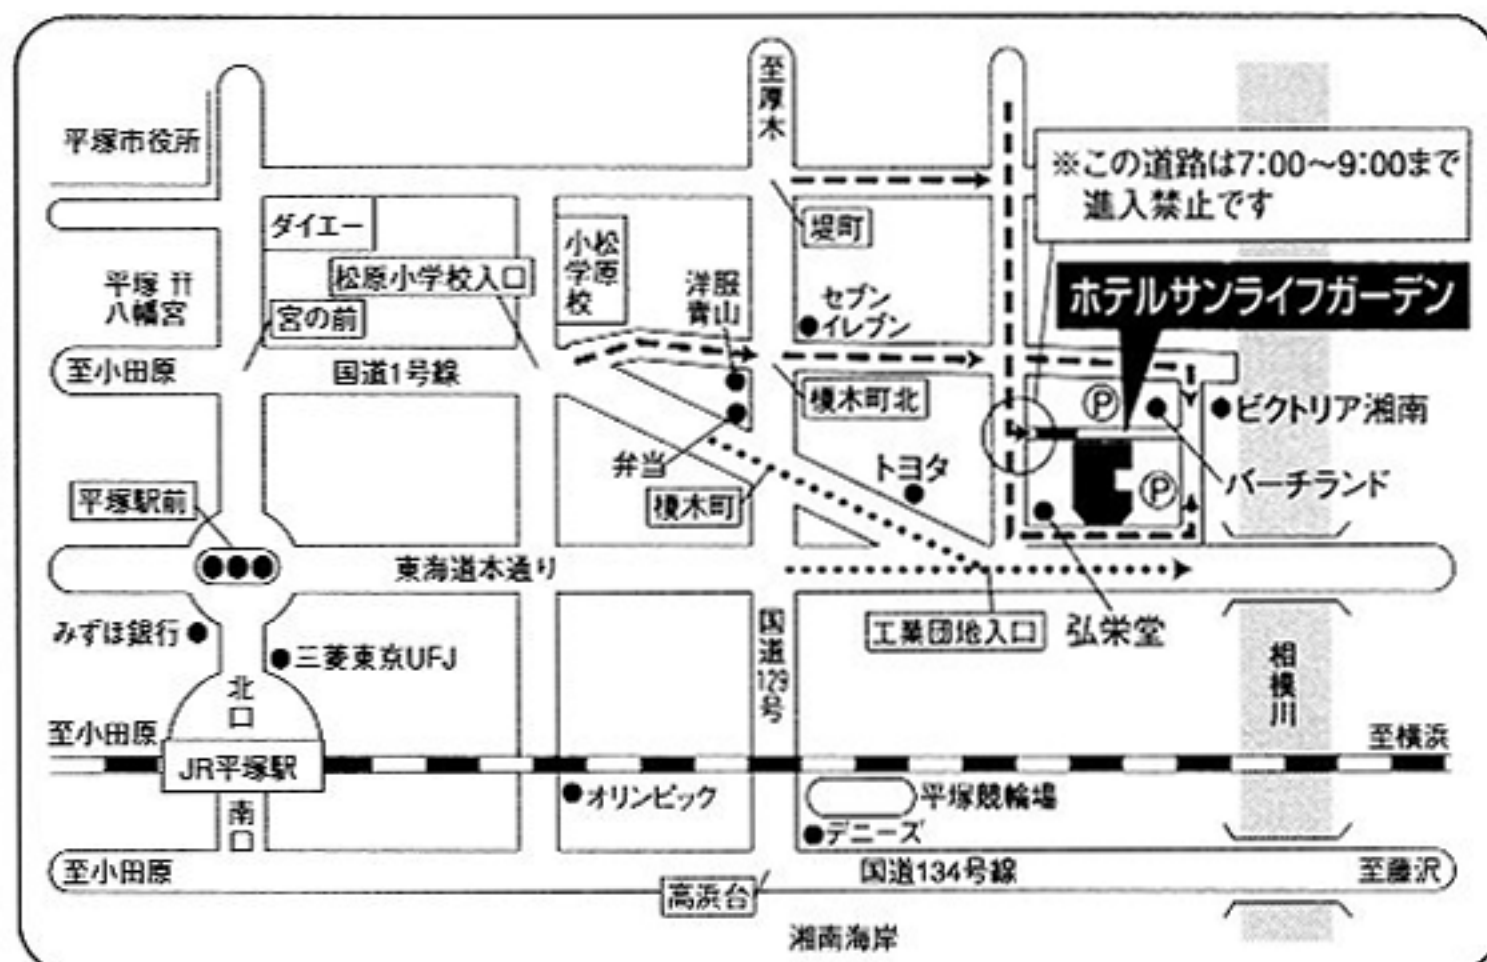 至厚木
平塚市役所
※この道路は7:00〜9:00まで
進入禁止です
ダイエー
小松
学原
校
堤町
平塚
八幡宮
松原小学校入口
洋服
青山
セブン
イレブン
ホテルサンライフガーデン
宮の前
至小田原
国道1号線
榎木町北
P
ビクトリア湘南
弁当
トヨタ
バーチランド
平塚駅前
榎木町
P
東海道本通り
みずほ銀行
三菱東京UFJ
国道129号
工業団地入口
弘栄堂
相模川
北口
至小田原
至横浜
JR平塚駅
南口
オリンピック
平塚競輪場
デニーズ
至小田原
国道134号線
至藤沢
高浜台
湘南海岸